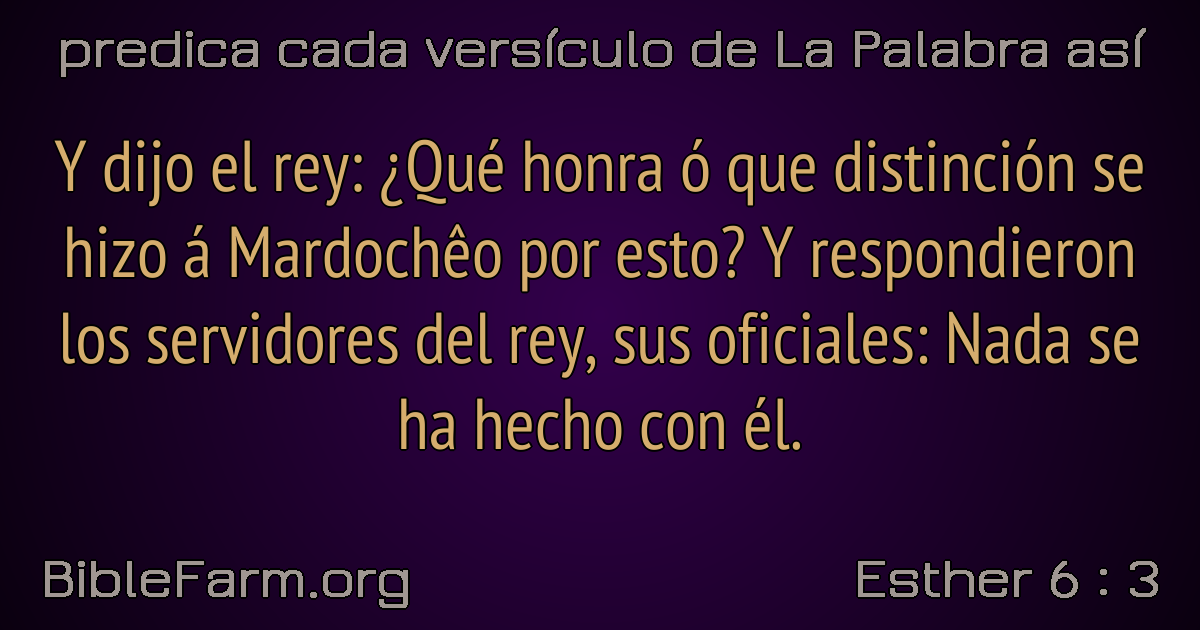 predica cada versículo de La Palabra así
Y dijo el rey: ¿Qué honra ó que distinción se
hizo á Mardochêo por esto? Y respondieron
los servidores del rey, sus oficiales: Nada se
ha hecho con él.
BibleFarm.org
Esther 6 : 3